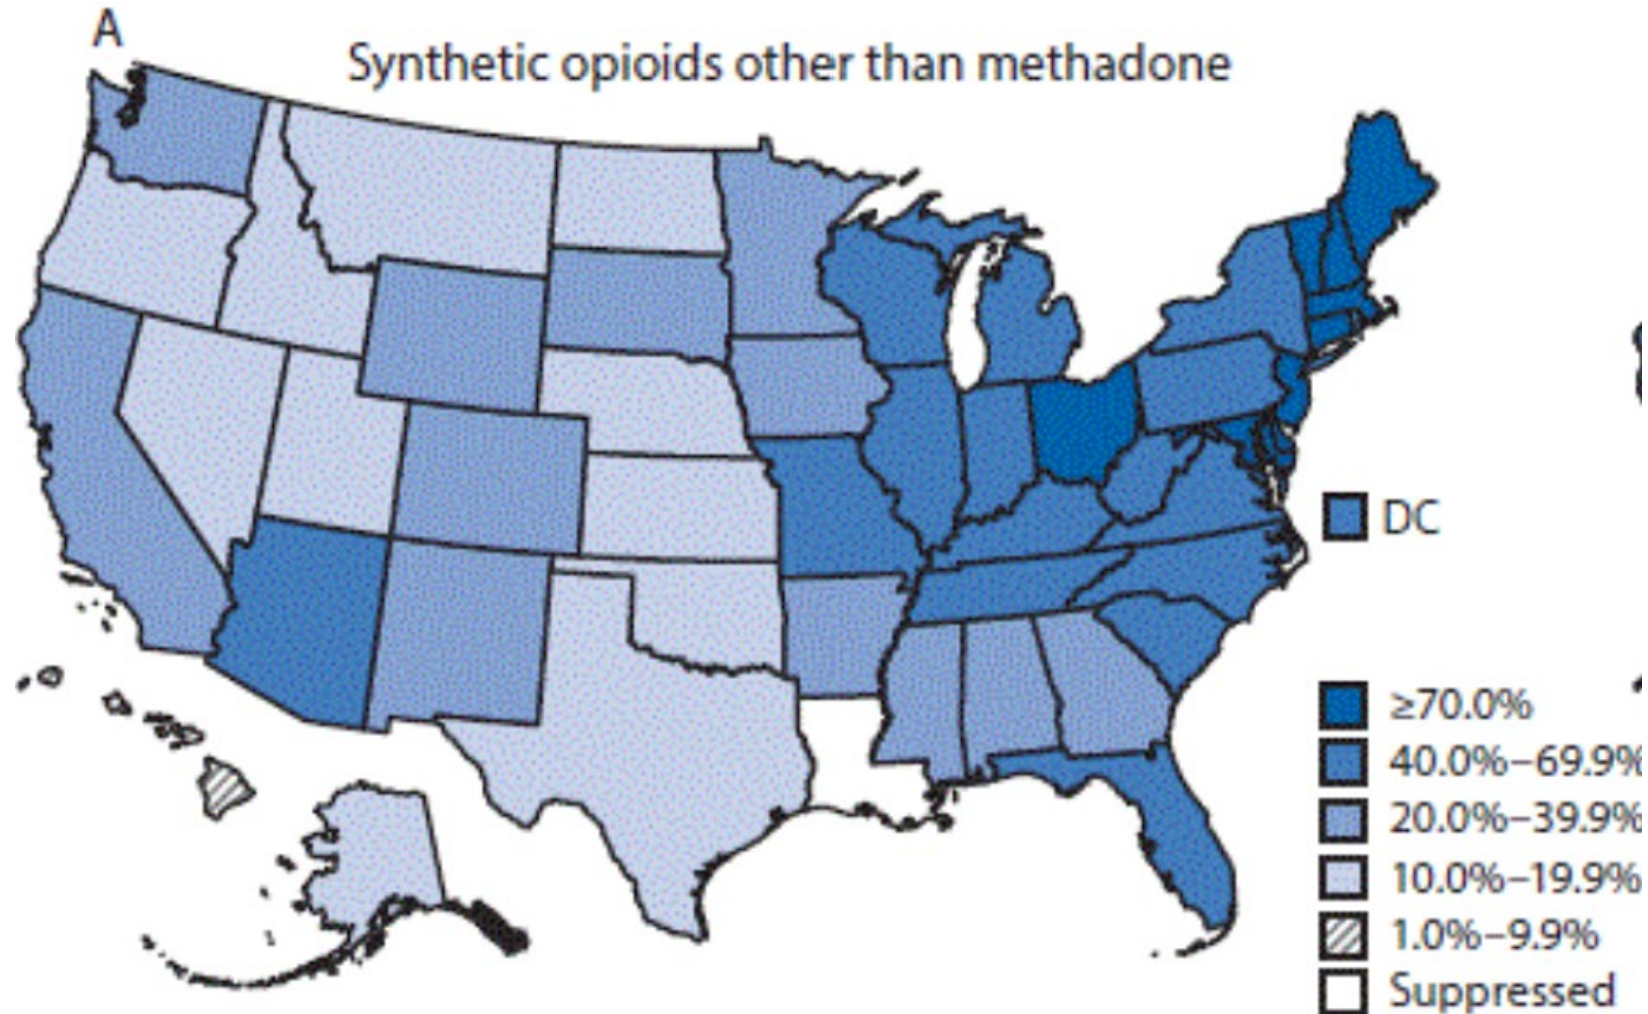 A
Synthetic opioids other than methadone
DC
≥70.0%
40.0%–69.9%
20.0%–39.9%
10.0%–19.9%
1.0%–9.9%
Suppressed